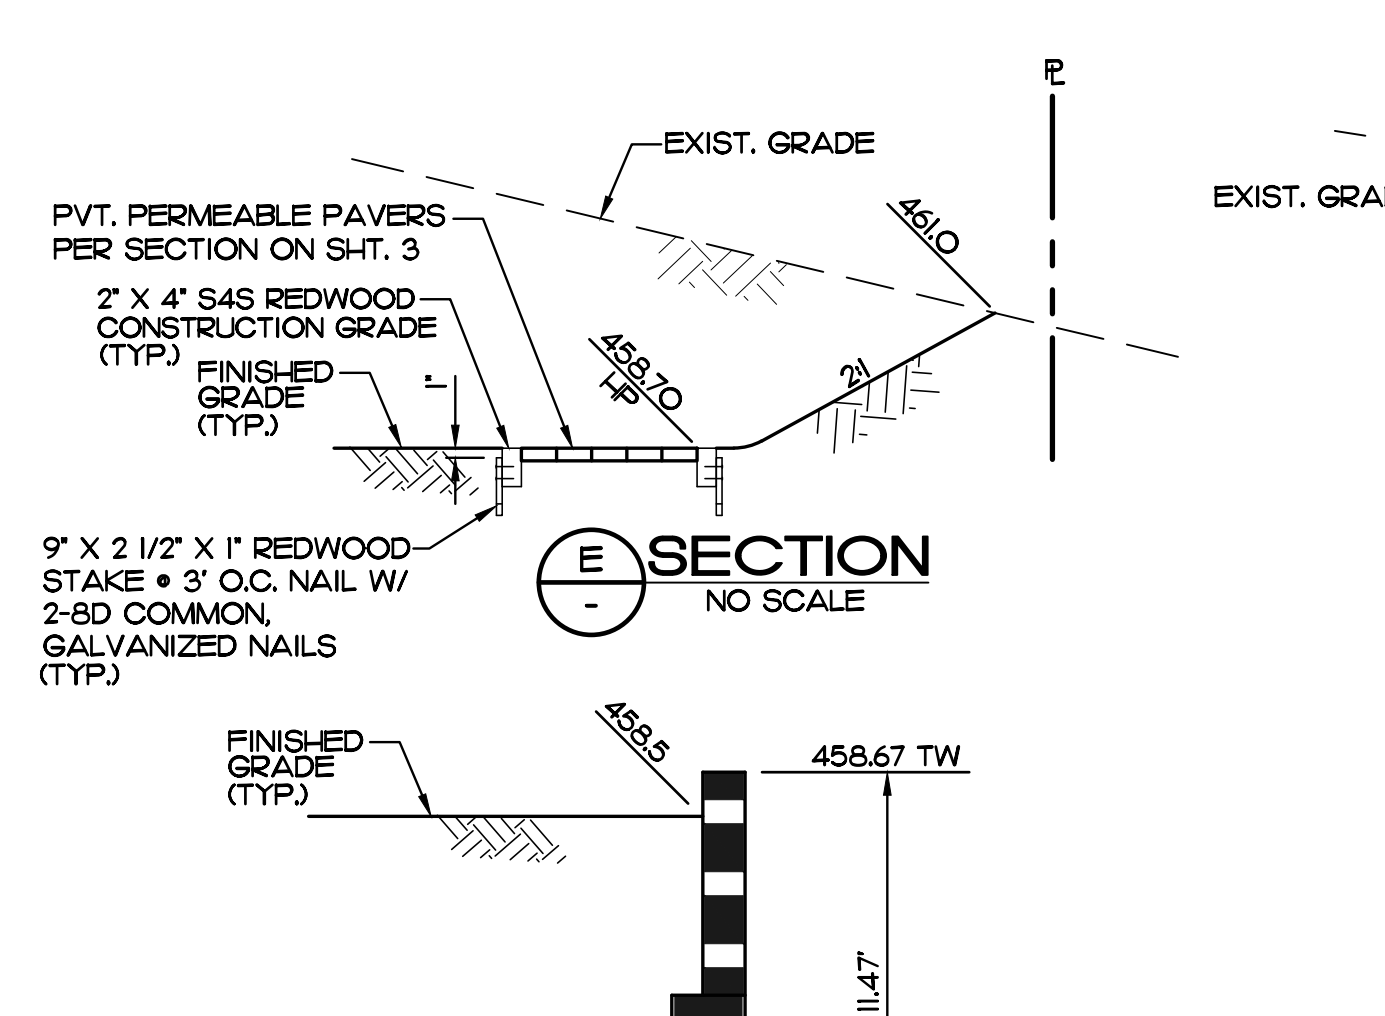 PL
EXIST. GRADE
PVT. PERMEABLE PAVERS
PER SECTION ON SHT. 3
EXIST.
461.0
2" X 4" S4S REDWOOD
CONSTRUCTION GRADE
(TYP.)
FINISHED
GRADE
(TYP.)
1"
458.70
HP
2:1
9" X 2 1/2" X 1" REDWOOD
STAKE @ 3' O.C. NAIL W/
2-8D COMMON,
GALVANIZED NAILS
(TYP.)
E
-
SECTION
NO SCALE
FINISHED
GRADE
(TYP.)
458.5
458.67 TW
11.47'